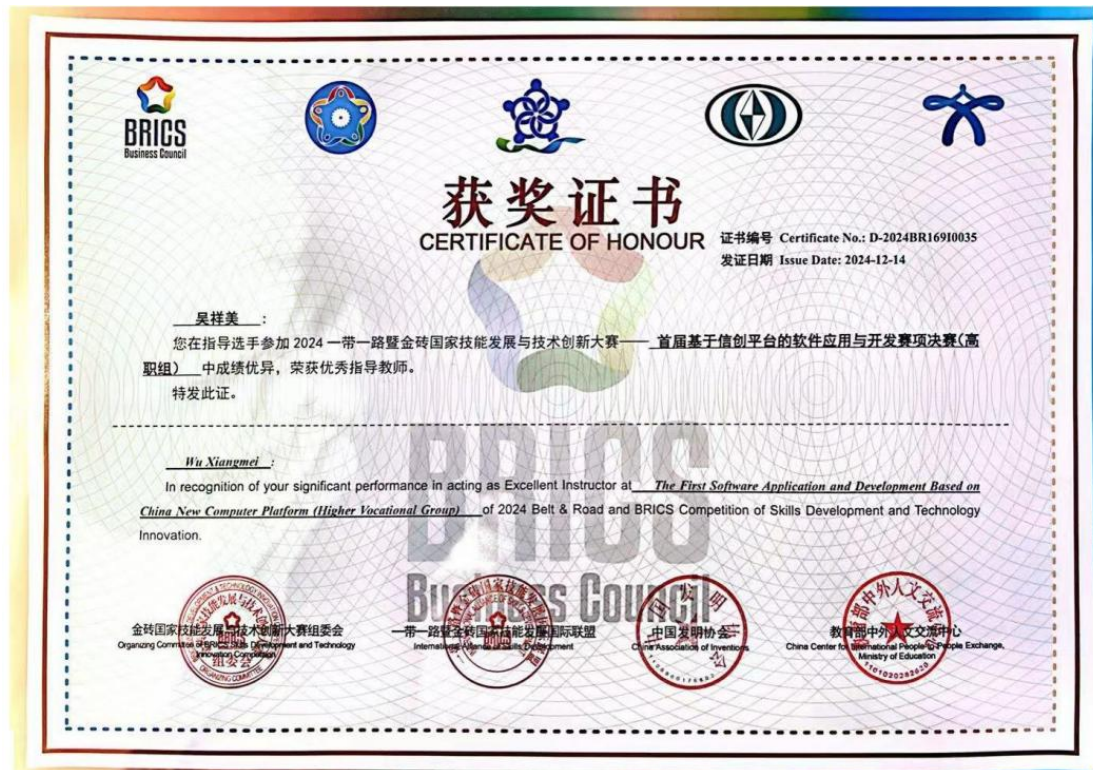 BRICS
Business Council
获奖证书
CERTIFICATE OF HONOUR
证书编号 Certificate No.: D-2024BR169I0035
发证日期 Issue Date: 2024-12-14
吴祥美 :
您在指导选手参加 2024 一带一路暨金砖国家技能发展与技术创新大赛—— 首届基于信创平台的软件应用与开发赛项决赛(高
职组) 中成绩优异，荣获优秀指导教师。
特发此证。
Wu Xiangmei :
In recognition of your significant performance in acting as Excellent Instructor at The First Software Application and Development Based on
China New Computer Platform (Higher Vocational Group) of 2024 Belt & Road and BRICS Competition of Skills Development and Technology
Innovation.
BRICS
Business Council
金砖国家技能发展与技术创新大赛组委会
Organizing Committee of BRICS Skills Development and Technology
Innovation Competition
组委会
ORGANIZING COMMITTEE
一带一路暨金砖国家技能发展国际联盟
International Alliance of Skills Development
中国发明协会
China Association of Inventions
教育部中外人文交流中心
China Center for International People-to-People Exchange,
Ministry of Education